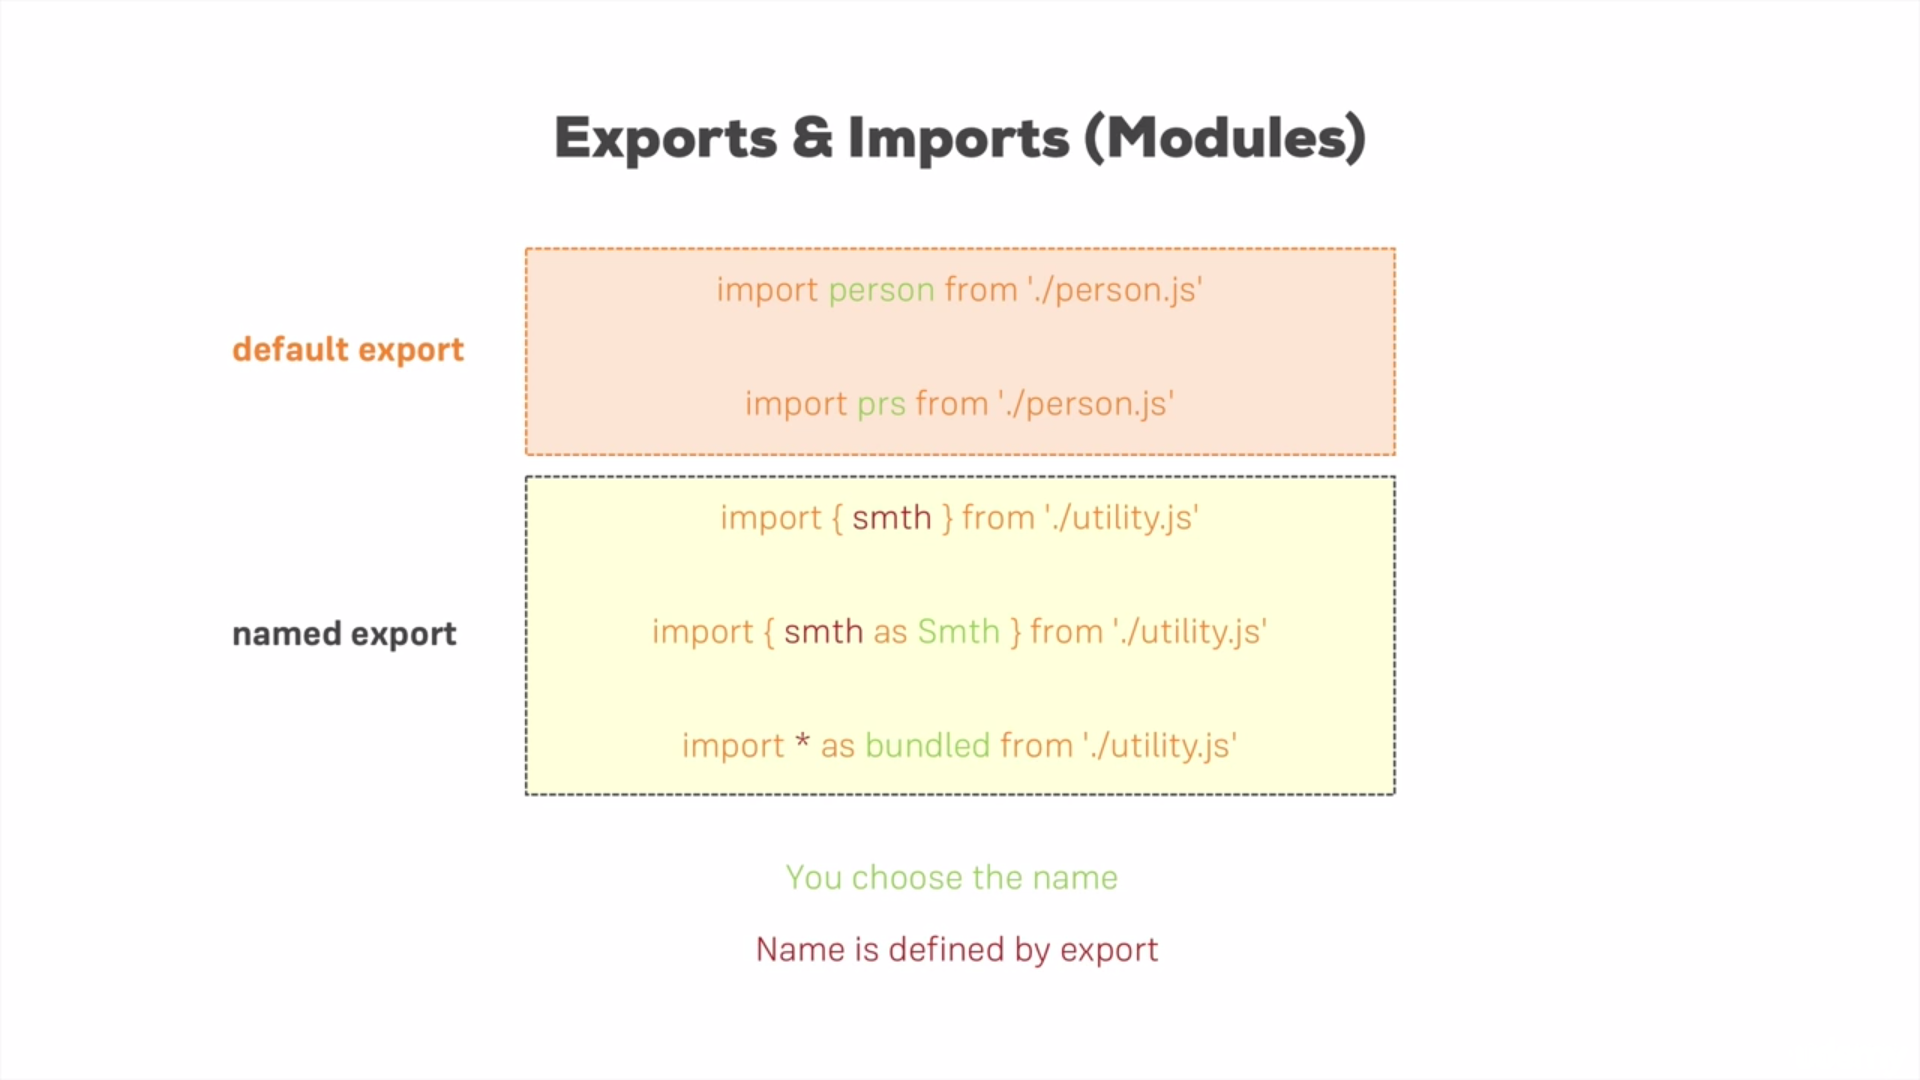 Exports & Imports (Modules)
default export
import person from './person.js'
import prs from './person.js'
named export
import { smth } from './utility.js'
import { smth as Smth } from './utility.js'
import * as bundled from './utility.js'
You choose the name
Name is defined by export